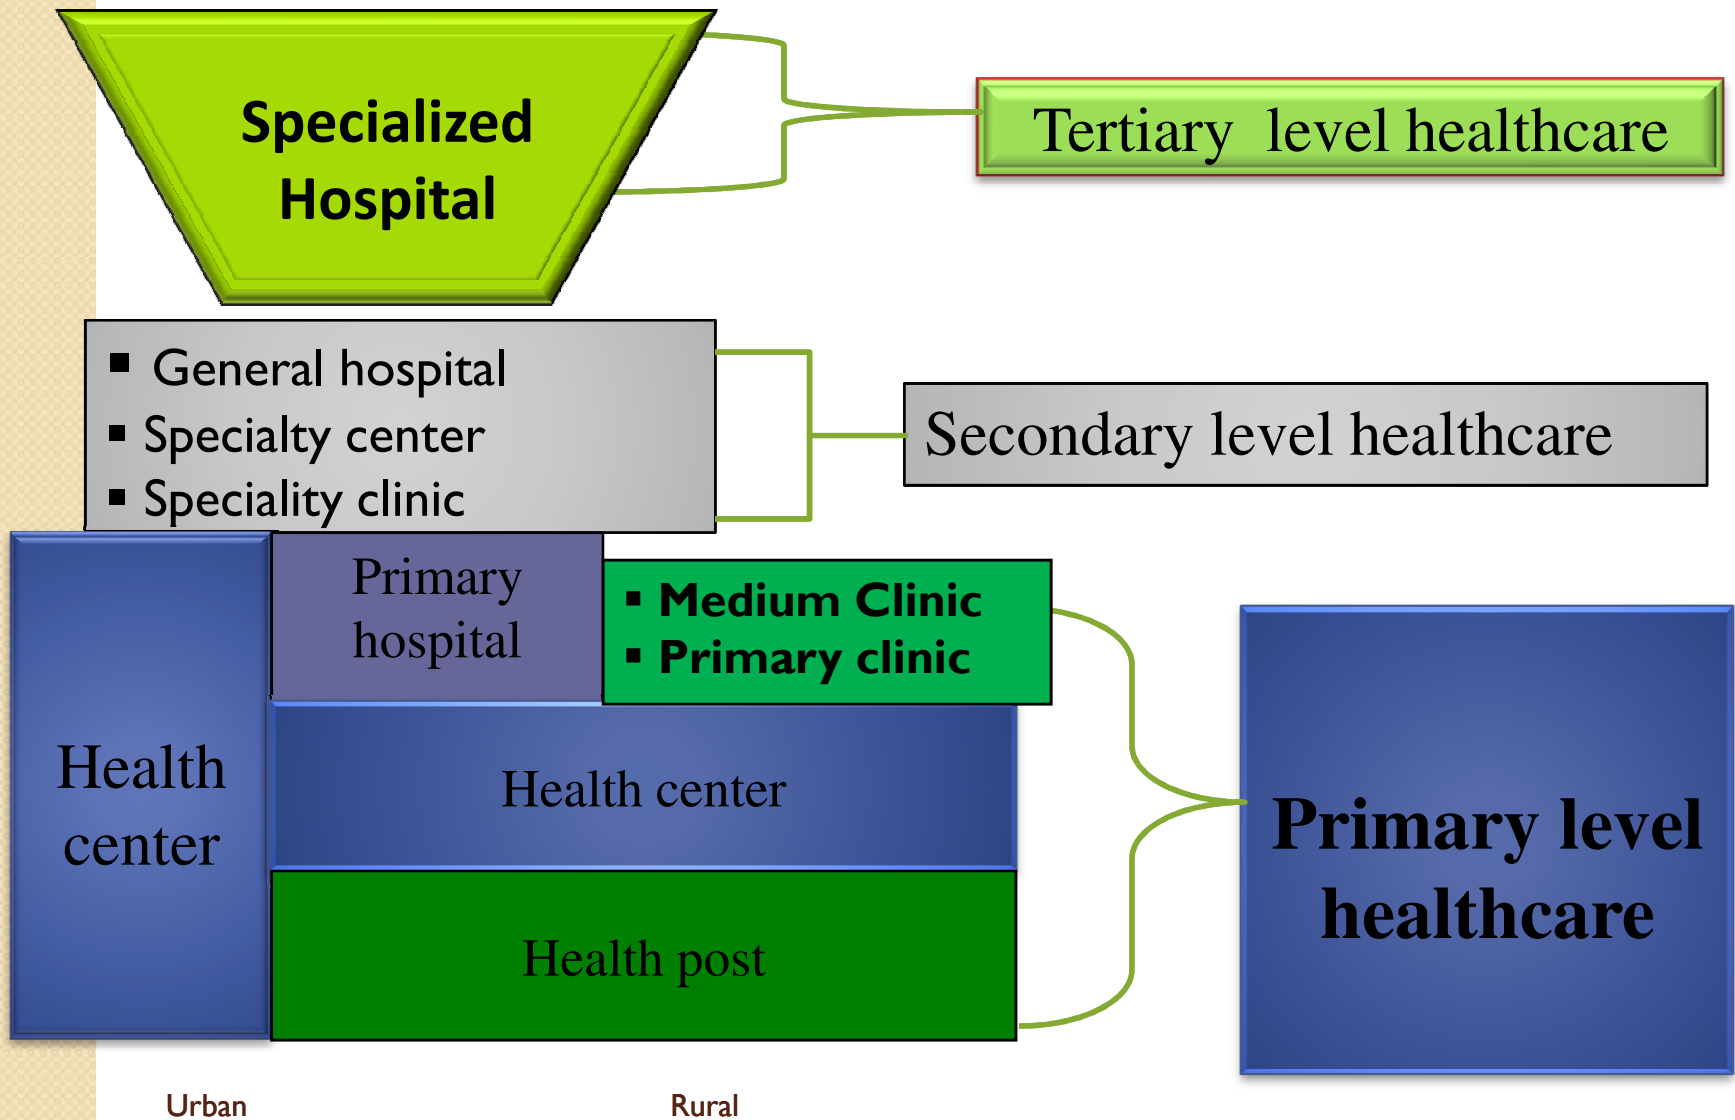 Specialized
Hospital
Tertiary level healthcare
▪ General hospital
▪ Specialty center
▪ Speciality clinic
Secondary level healthcare
Primary
hospital
▪ Medium Clinic
▪ Primary clinic
Health
center
Health center
Health post
Primary level
healthcare
Urban
Rural